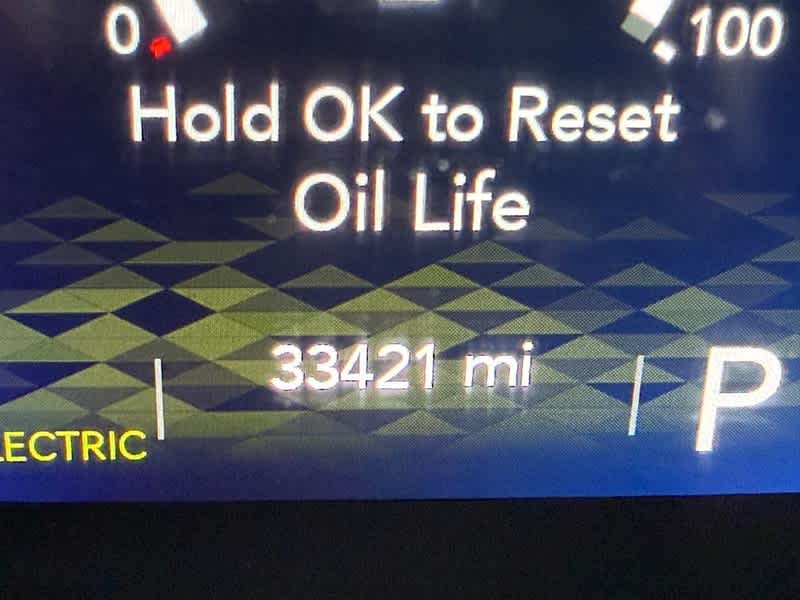 0 100
Hold OK to Reset
Oil Life
33421 mi
P
LECTRIC